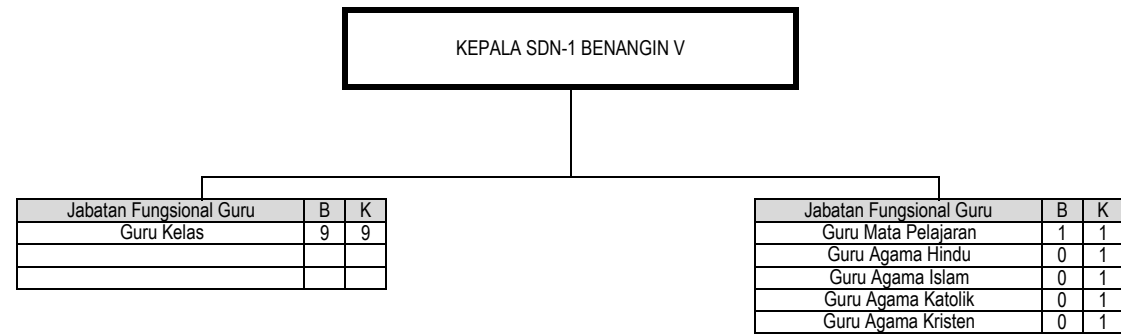 KEPALA SDN-1 BENANGIN V
Jabatan Fungsional Guru B K
Guru Kelas 9 9
Jabatan Fungsional Guru B K
Guru Mata Pelajaran 1 1
Guru Agama Hindu 0 1
Guru Agama Islam 0 1
Guru Agama Katolik 0 1
Guru Agama Kristen 0 1